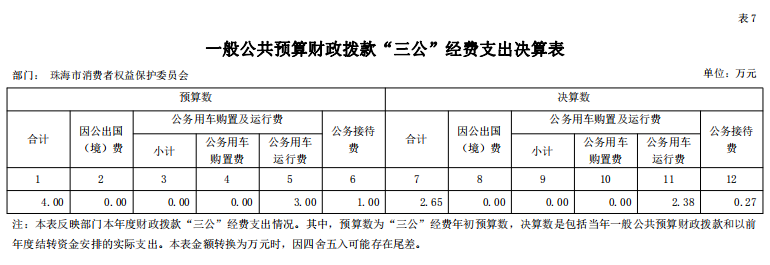 表 7
一般公共预算财政拨款“三公”经费支出决算表
部门： 珠海市消费者权益保护委员会 单位：万元
预算数 决算数
合计 因公出国（境）费 公务用车购置及运行费 公务接待费 合计 因公出国（境）费 公务用车购置及运行费 公务接待费
小计 公务用车购置费 公务用车运行费 小计 公务用车购置费 公务用车运行费
1 2 3 4 5 6 7 8 9 10 11 12
4.00 0.00 0.00 0.00 3.00 1.00 2.65 0.00 0.00 0.00 2.38 0.27
注：本表反映部门本年度财政拨款“三公”经费支出情况。其中，预算数为“三公”经费年初预算数，决算数是包括当年一般公共预算财政拨款和以前
年度结转资金安排的实际支出。本表金额转换为万元时，因四舍五入可能存在尾差。